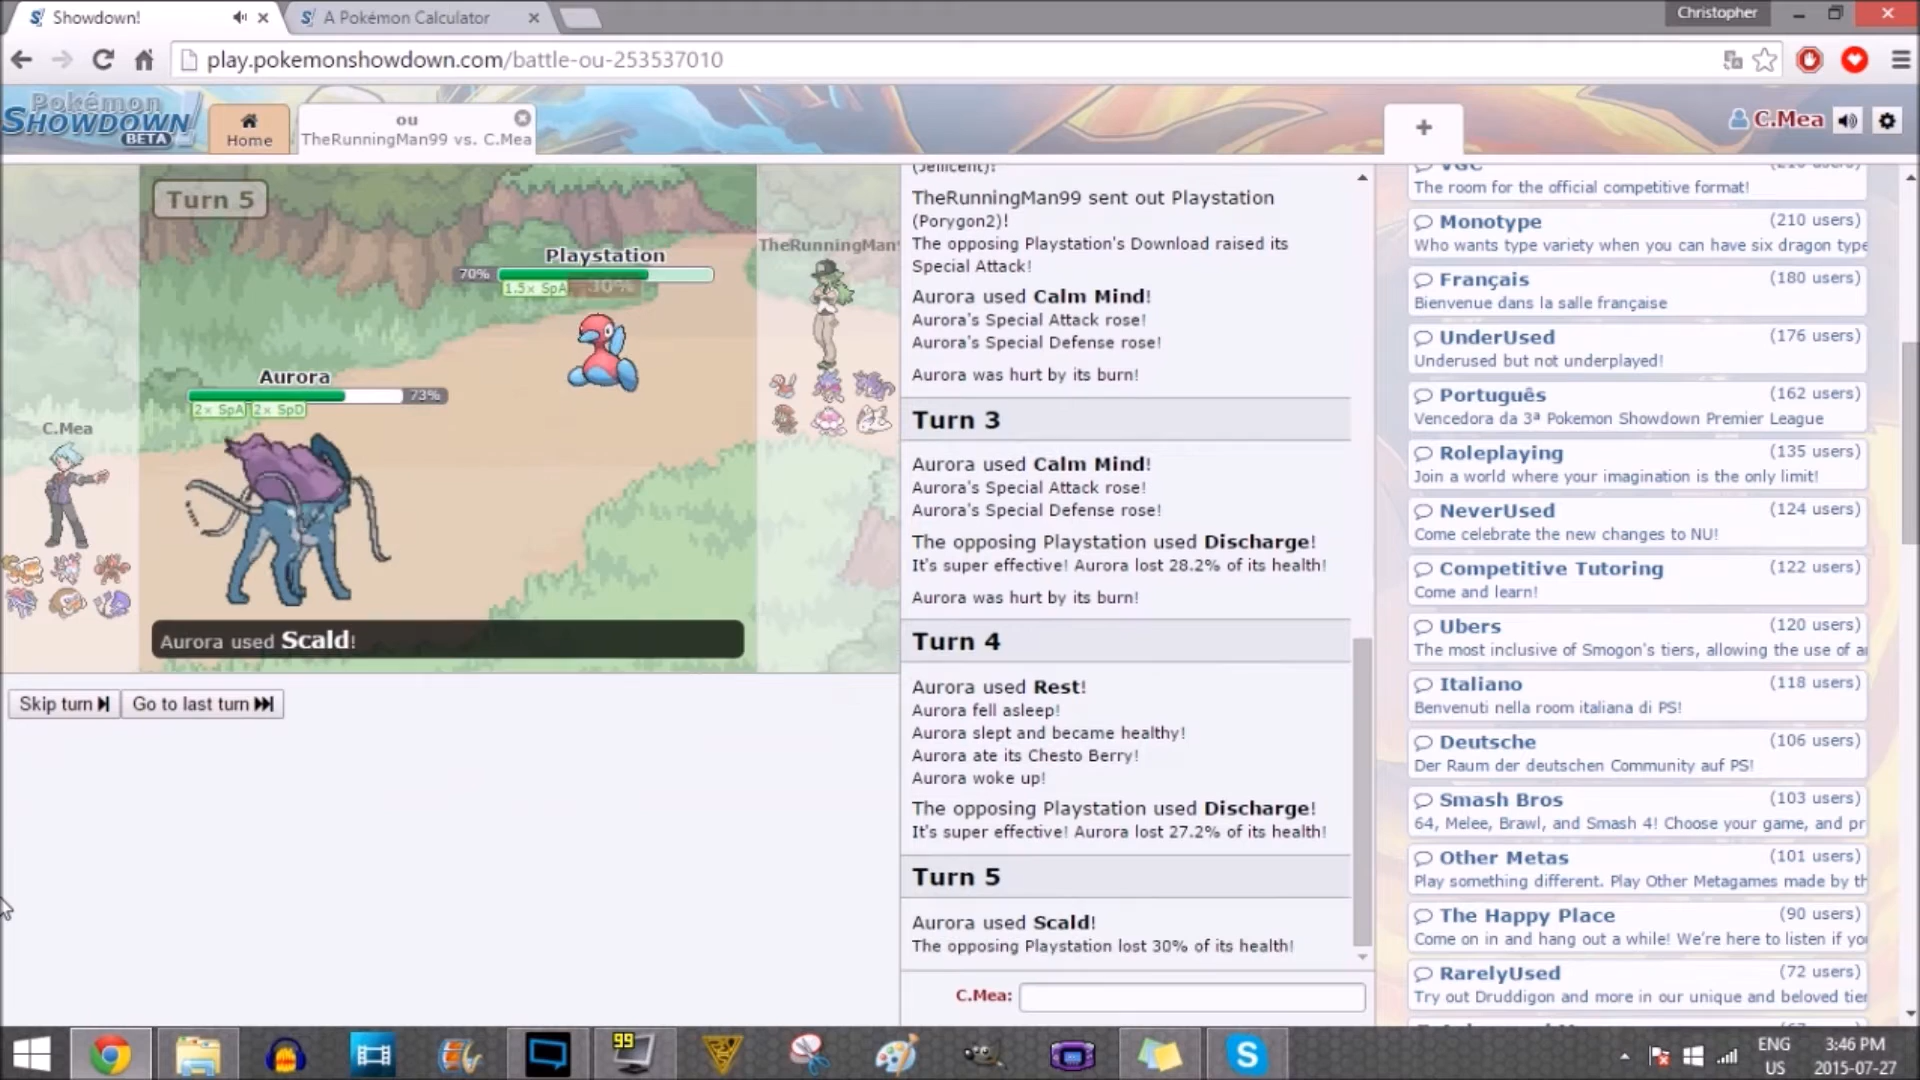 Showdown!
A Pokémon Calculator
Christopher
play.pokemonshowdown.com/battle-ou-253537010
Pokémon
SHOWDOWN
BETA
Home
ou
TheRunningMan99 vs. C.Mea
+
C.Mea
Turn 5
Playstation
70%
1.5× SpA
30%
Aurora
73%
2× SpA 2× SpD
C.Mea
TheRunningMan
Aurora used Scald!
Skip turn
Go to last turn
(Jellicent)!
TheRunningMan99 sent out Playstation
(Porygon2)!
The opposing Playstation's Download raised its
Special Attack!
Aurora used Calm Mind!
Aurora's Special Attack rose!
Aurora's Special Defense rose!
Aurora was hurt by its burn!
Turn 3
Aurora used Calm Mind!
Aurora's Special Attack rose!
Aurora's Special Defense rose!
The opposing Playstation used Discharge!
It's super effective! Aurora lost 28.2% of its health!
Aurora was hurt by its burn!
Turn 4
Aurora used Rest!
Aurora fell asleep!
Aurora slept and became healthy!
Aurora ate its Chesto Berry!
Aurora woke up!
The opposing Playstation used Discharge!
It's super effective! Aurora lost 27.2% of its health!
Turn 5
Aurora used Scald!
The opposing Playstation lost 30% of its health!
C.Mea:
VGC
The room for the official competitive format!
Monotype (210 users)
Who wants type variety when you can have six dragon type
Français (180 users)
Bienvenue dans la salle française
UnderUsed (176 users)
Underused but not underplayed!
Português (162 users)
Vencedora da 3ª Pokemon Showdown Premier League
Roleplaying (135 users)
Join a world where your imagination is the only limit!
NeverUsed (124 users)
Come celebrate the new changes to NU!
Competitive Tutoring (122 users)
Come and learn!
Ubers (120 users)
The most inclusive of Smogon's tiers, allowing the use of a
Italiano (118 users)
Benvenuti nella room italiana di PS!
Deutsche (106 users)
Der Raum der deutschen Community auf PS!
Smash Bros (103 users)
64, Melee, Brawl, and Smash 4! Choose your game, and pr
Other Metas (101 users)
Play something different. Play Other Metagames made by th
The Happy Place (90 users)
Come on in and hang out a while! We're here to listen if yo
RarelyUsed (72 users)
Try out Druddigon and more in our unique and beloved tier
99
ENG
US
3:46 PM
2015-07-27